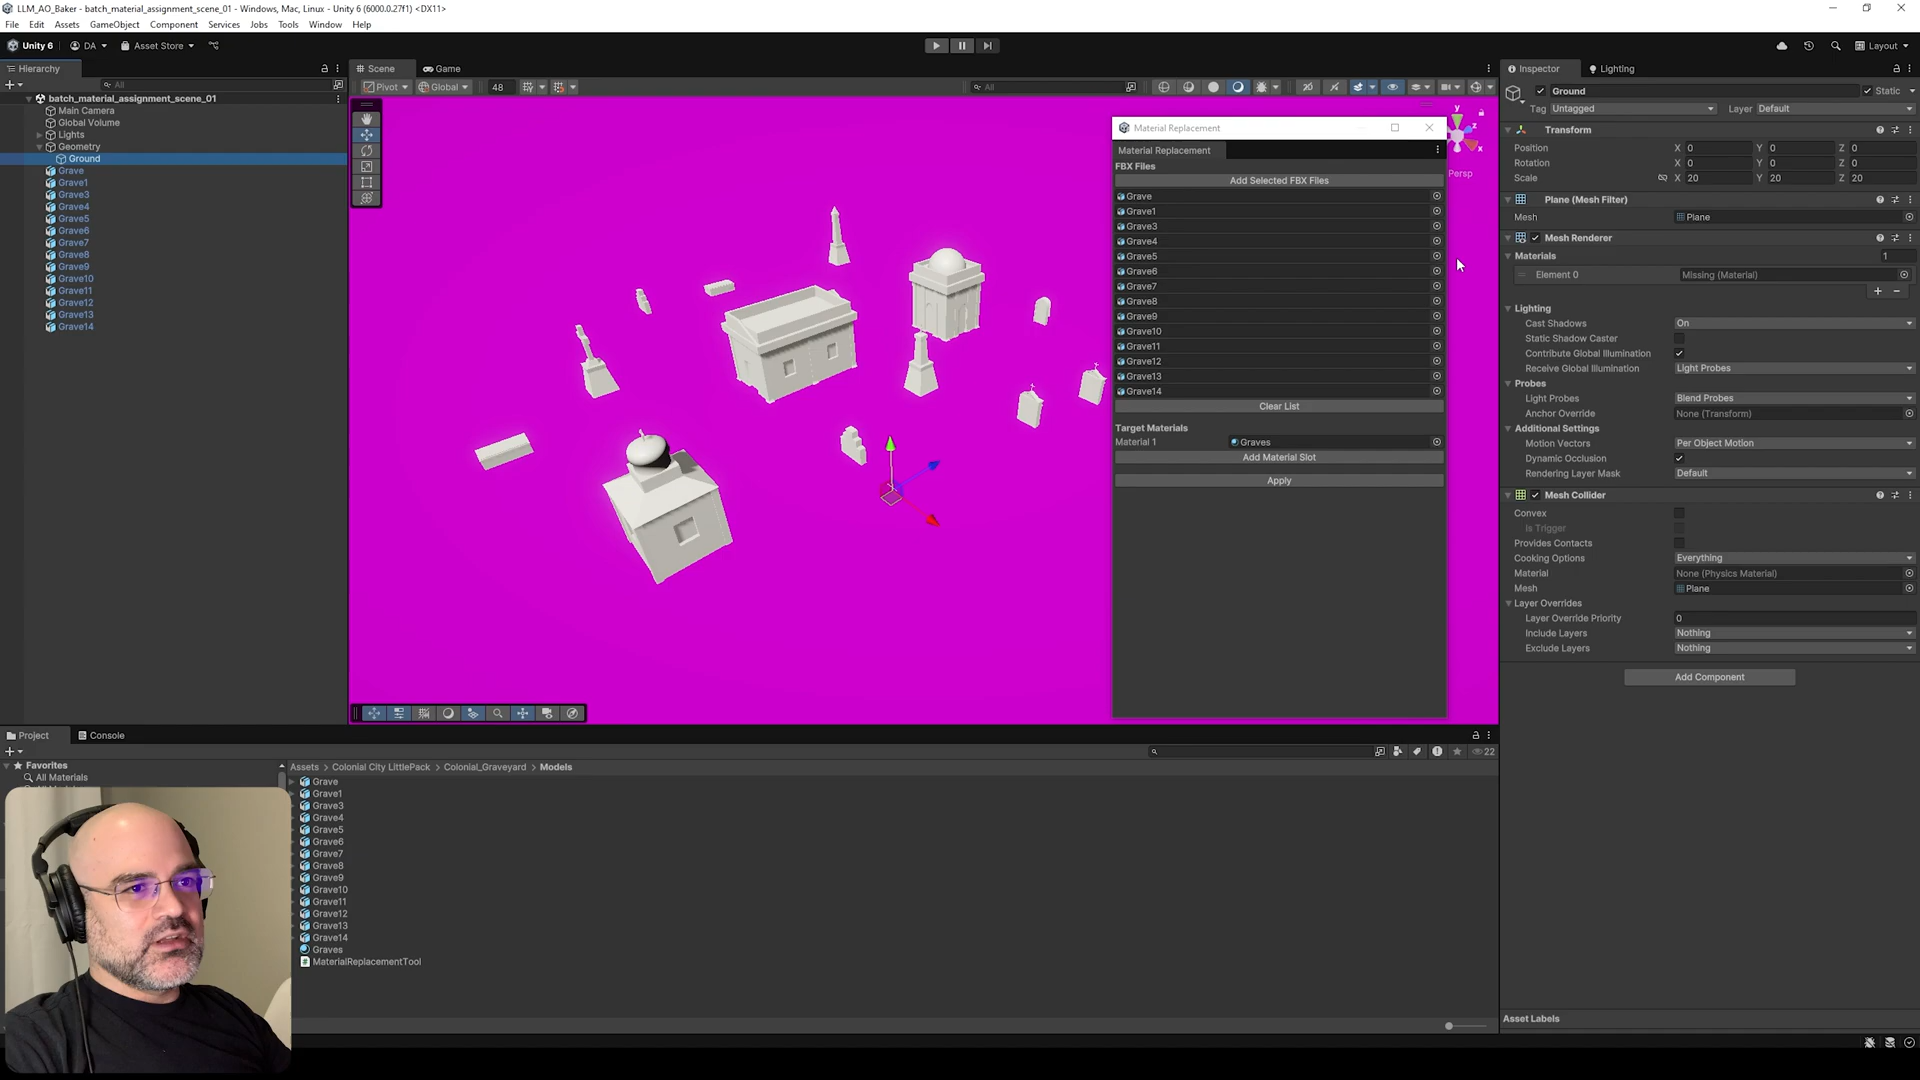 LLM_AO_Baker - batch_material_assignment_scene_01 - Windows, Mac, Linux - Unity 6 (6000.0.27f1) <DX11>
File Edit Assets GameObject Component Services Jobs Tools Window Help
Unity 6 DA Asset Store Layout
Hierarchy
All
batch_material_assignment_scene_01
Main Camera
Global Volume
Lights
Geometry
Ground
Grave
Grave1
Grave3
Grave4
Grave5
Grave6
Grave7
Grave8
Grave9
Grave10
Grave11
Grave12
Grave13
Grave14
Scene Game
Pivot Global 48 All
y
z
Persp
Material Replacement
Material Replacement
FBX Files
Add Selected FBX Files
Grave
Grave1
Grave3
Grave4
Grave5
Grave6
Grave7
Grave8
Grave9
Grave10
Grave11
Grave12
Grave13
Grave14
Clear List
Target Materials
Material 1 Graves
Add Material Slot
Apply
Inspector Lighting
Ground Static
Tag Untagged Layer Default
Transform
Position X 0 Y 0 Z 0
Rotation X 0 Y 0 Z 0
Scale X 20 Y 20 Z 20
Plane (Mesh Filter)
Mesh Plane
Mesh Renderer
Materials 1
Element 0 Missing (Material)
Lighting
Cast Shadows On
Static Shadow Caster
Contribute Global Illumination
Receive Global Illumination Light Probes
Probes
Light Probes Blend Probes
Anchor Override None (Transform)
Additional Settings
Motion Vectors Per Object Motion
Dynamic Occlusion
Rendering Layer Mask Default
Mesh Collider
Convex
Is Trigger
Provides Contacts
Cooking Options Everything
Material None (Physics Material)
Mesh Plane
Layer Overrides
Layer Override Priority 0
Include Layers Nothing
Exclude Layers Nothing
Add Component
Asset Labels
Project Console
22
Favorites
All Materials
Assets > Colonial City LittlePack > Colonial_Graveyard > Models
Grave
Grave1
Grave3
Grave4
Grave5
Grave6
Grave7
Grave8
Grave9
Grave10
Grave11
Grave12
Grave13
Grave14
Graves
MaterialReplacementTool